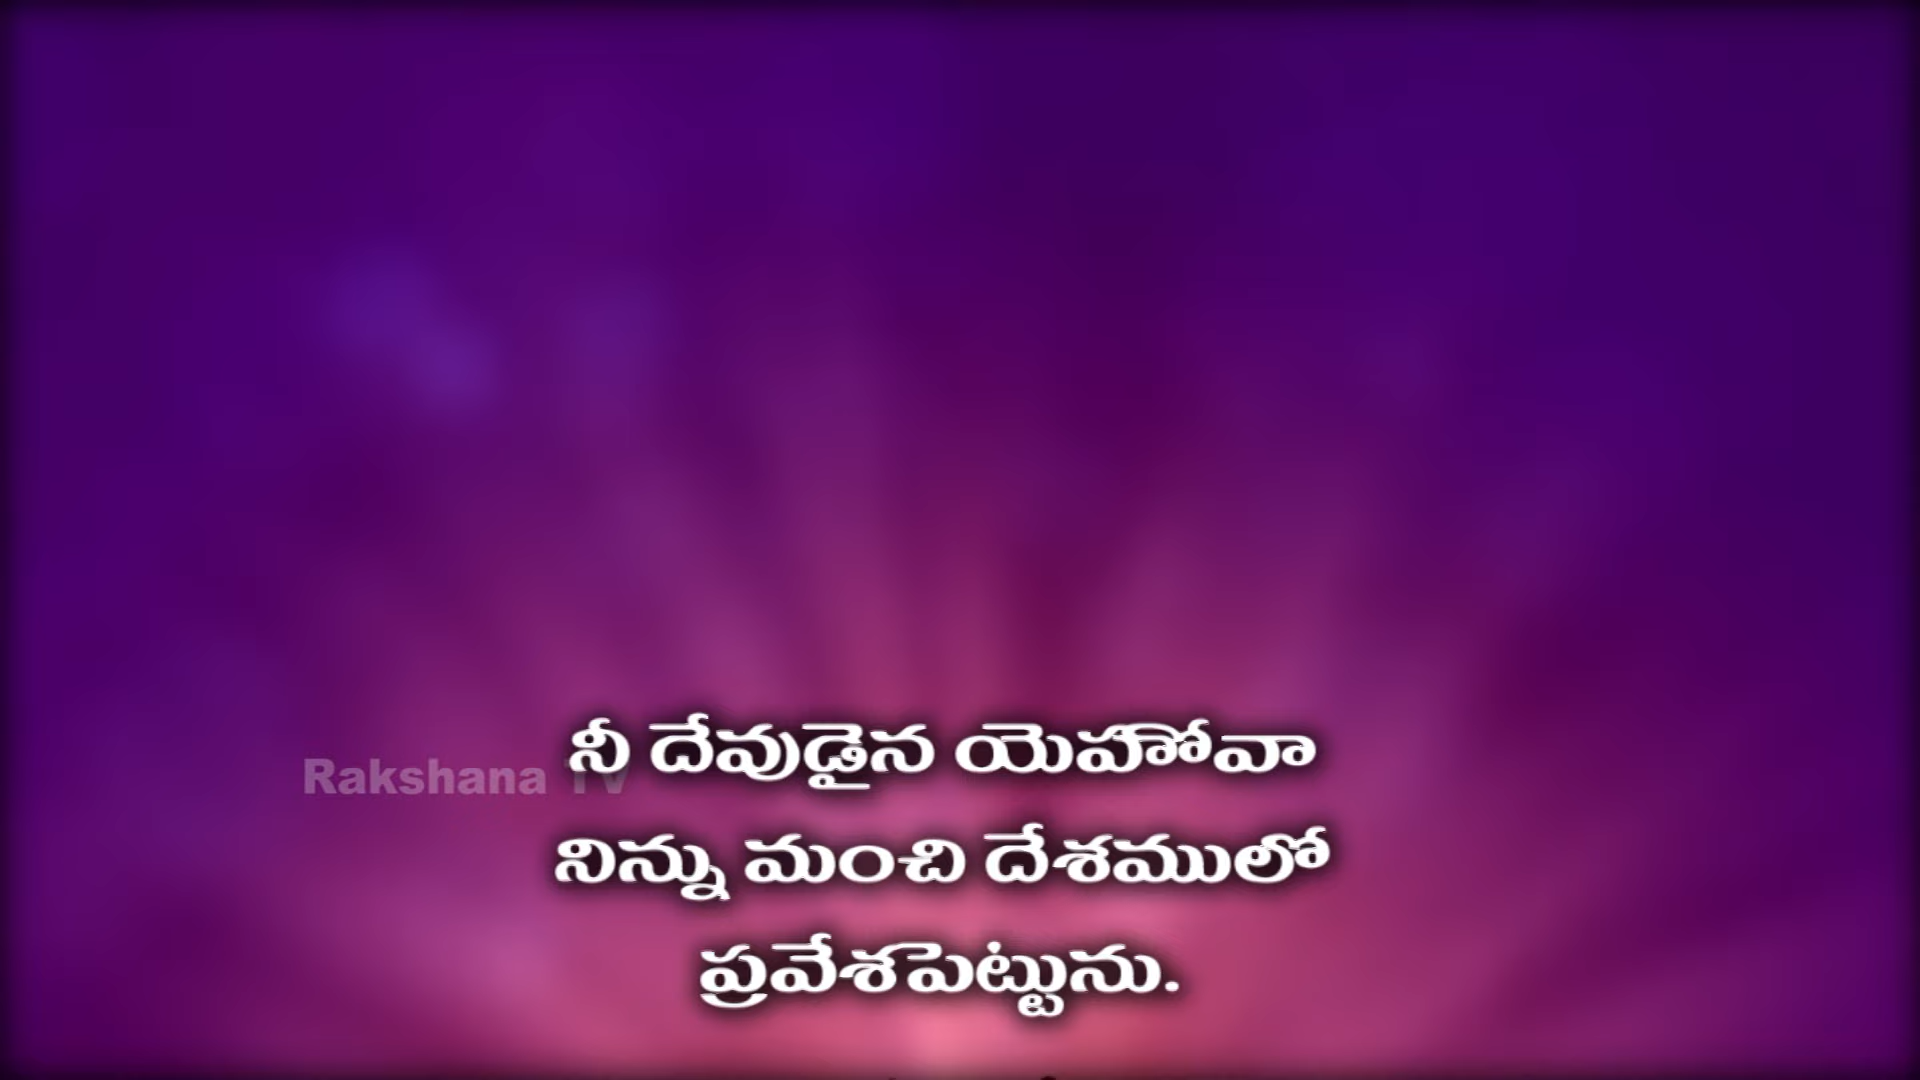 నీ దేవుడైన యెహోవా
Rakshana TV
నిన్ను మంచి దేశములో
ప్రవేశపెట్టును.